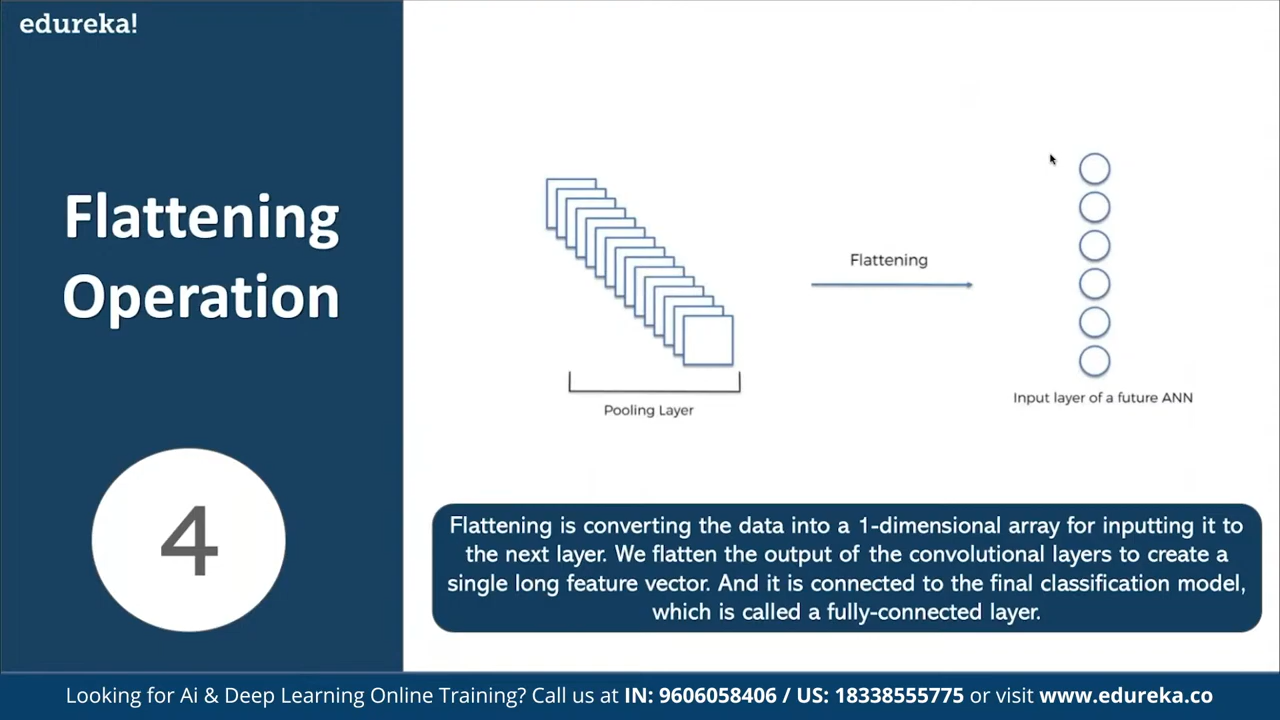 edureka!
Flattening
Operation
4
Flattening
Pooling Layer
Input layer of a future ANN
Flattening is converting the data into a 1-dimensional array for inputting it to
the next layer. We flatten the output of the convolutional layers to create a
single long feature vector. And it is connected to the final classification model,
which is called a fully-connected layer.
Looking for Ai & Deep Learning Online Training? Call us at IN: 9606058406 / US: 18338555775 or visit www.edureka.co